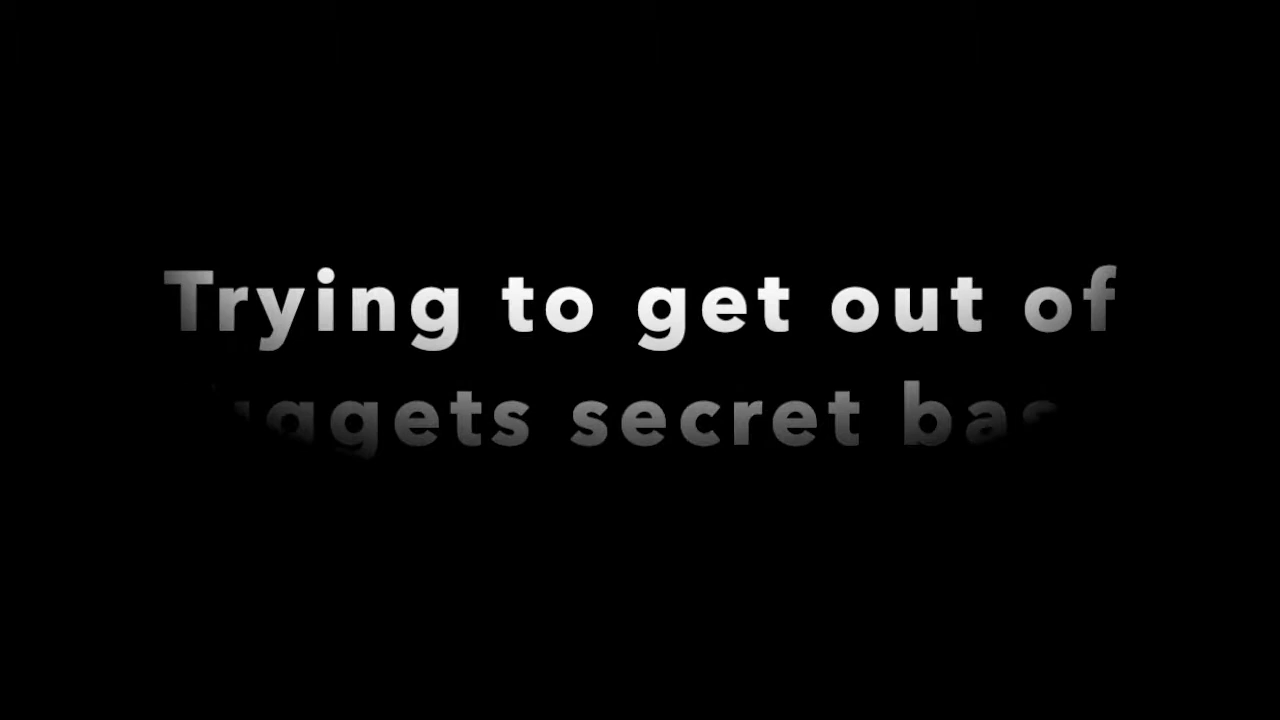 Trying to get out of
secret